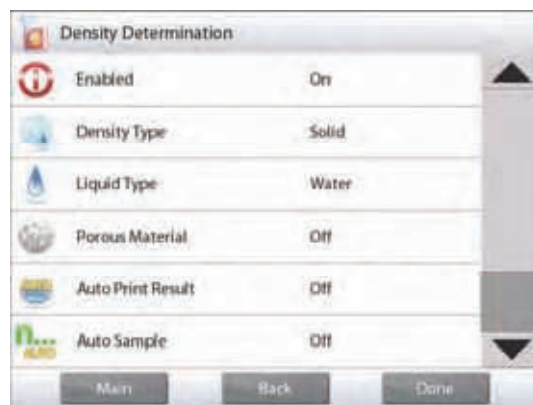 Density Determination
Enabled On
Density Type Solid
Liquid Type Water
Porous Material Off
Auto Print Result Off
n... AUTO Auto Sample Off
Main Back Done